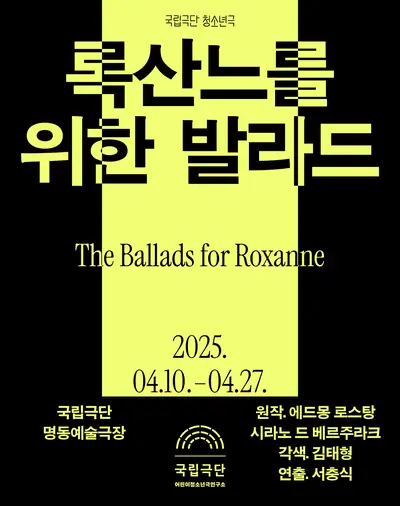 국립극단 청소년극
록산느를
위한 발라드
The Ballads for Roxanne
2025.
04.10.–04.27.
국립극단
명동예술극장
원작. 에드몽 로스탕
시라노 드 베르주라크
각색. 김태형
연출. 서충식
국립극단
어린이청소년극연구소